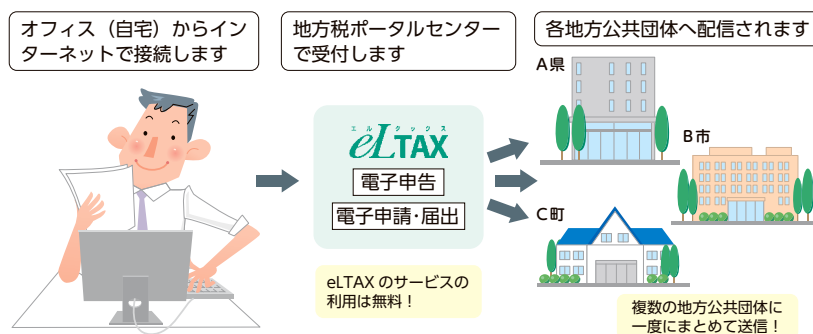 オフィス（自宅）からイン
ターネットで接続します
地方税ポータルセンター
で受付します
各地方公共団体へ配信されます
エルタックス
eLTAX
電子申告
電子申請・届出
eLTAX のサービスの
利用は無料！
A県
B市
C町
複数の地方公共団体に
一度にまとめて送信！